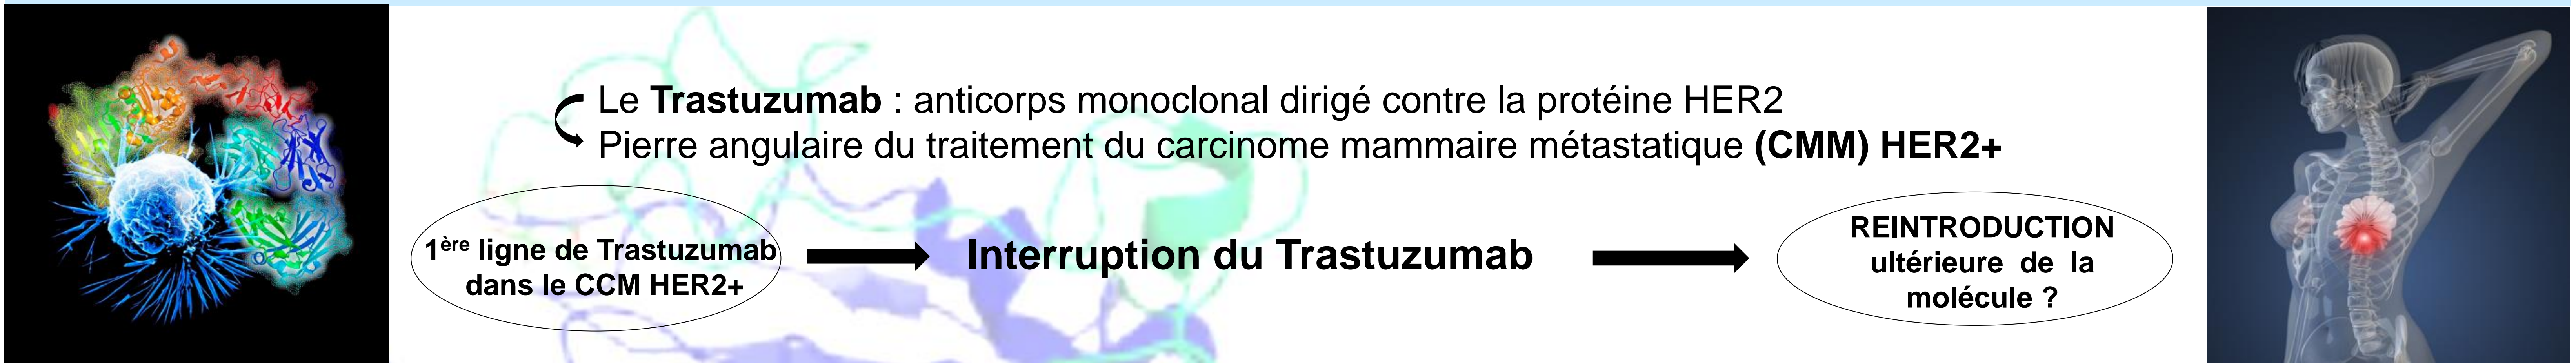 Le Trastuzumab : anticorps monoclonal dirigé contre la protéine HER2
Pierre angulaire du traitement du carcinome mammaire métastatique (CMM) HER2+
1ère ligne de Trastuzumab
dans le CCM HER2+
Interruption du Trastuzumab
REINTRODUCTION
ultérieure de la
molécule ?